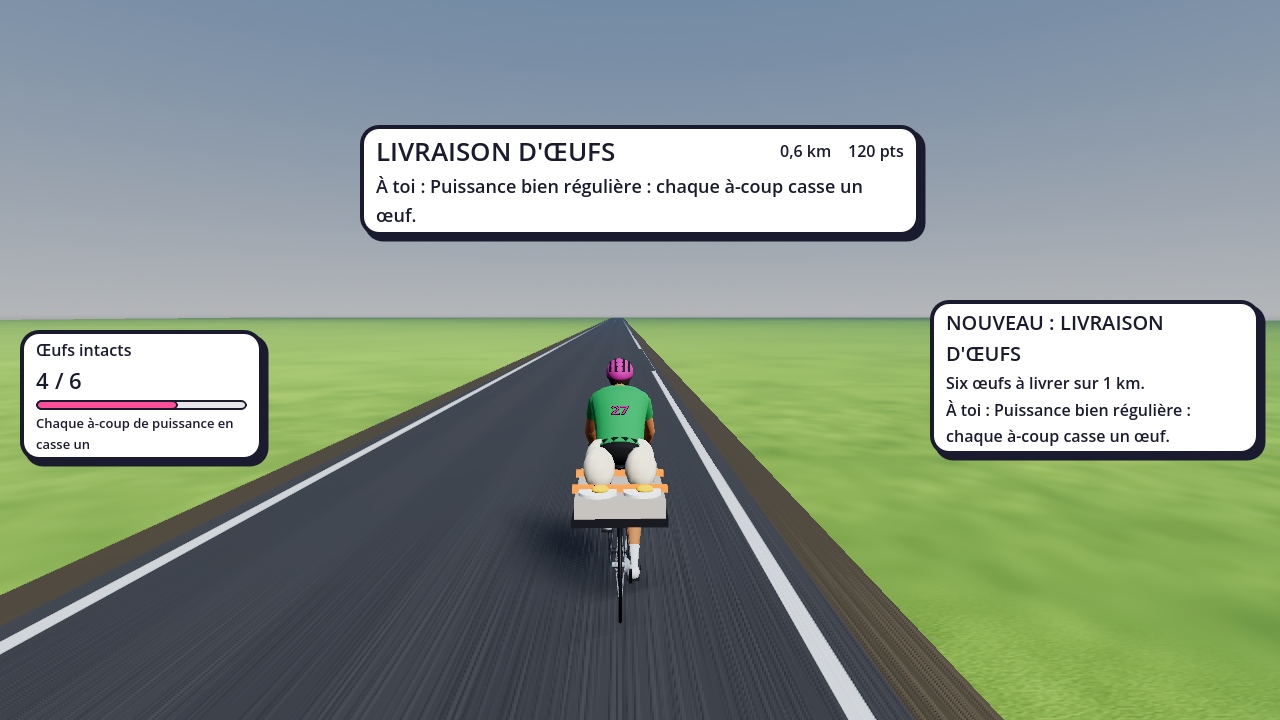 LIVRAISON D'ŒUFS
0,6 km 120 pts
À toi : Puissance bien régulière : chaque à-coup casse un
œuf.
Œufs intacts
4 / 6
Chaque à-coup de puissance en
casse un
NOUVEAU : LIVRAISON
D'ŒUFS
Six œufs à livrer sur 1 km.
À toi : Puissance bien régulière :
chaque à-coup casse un œuf.
27